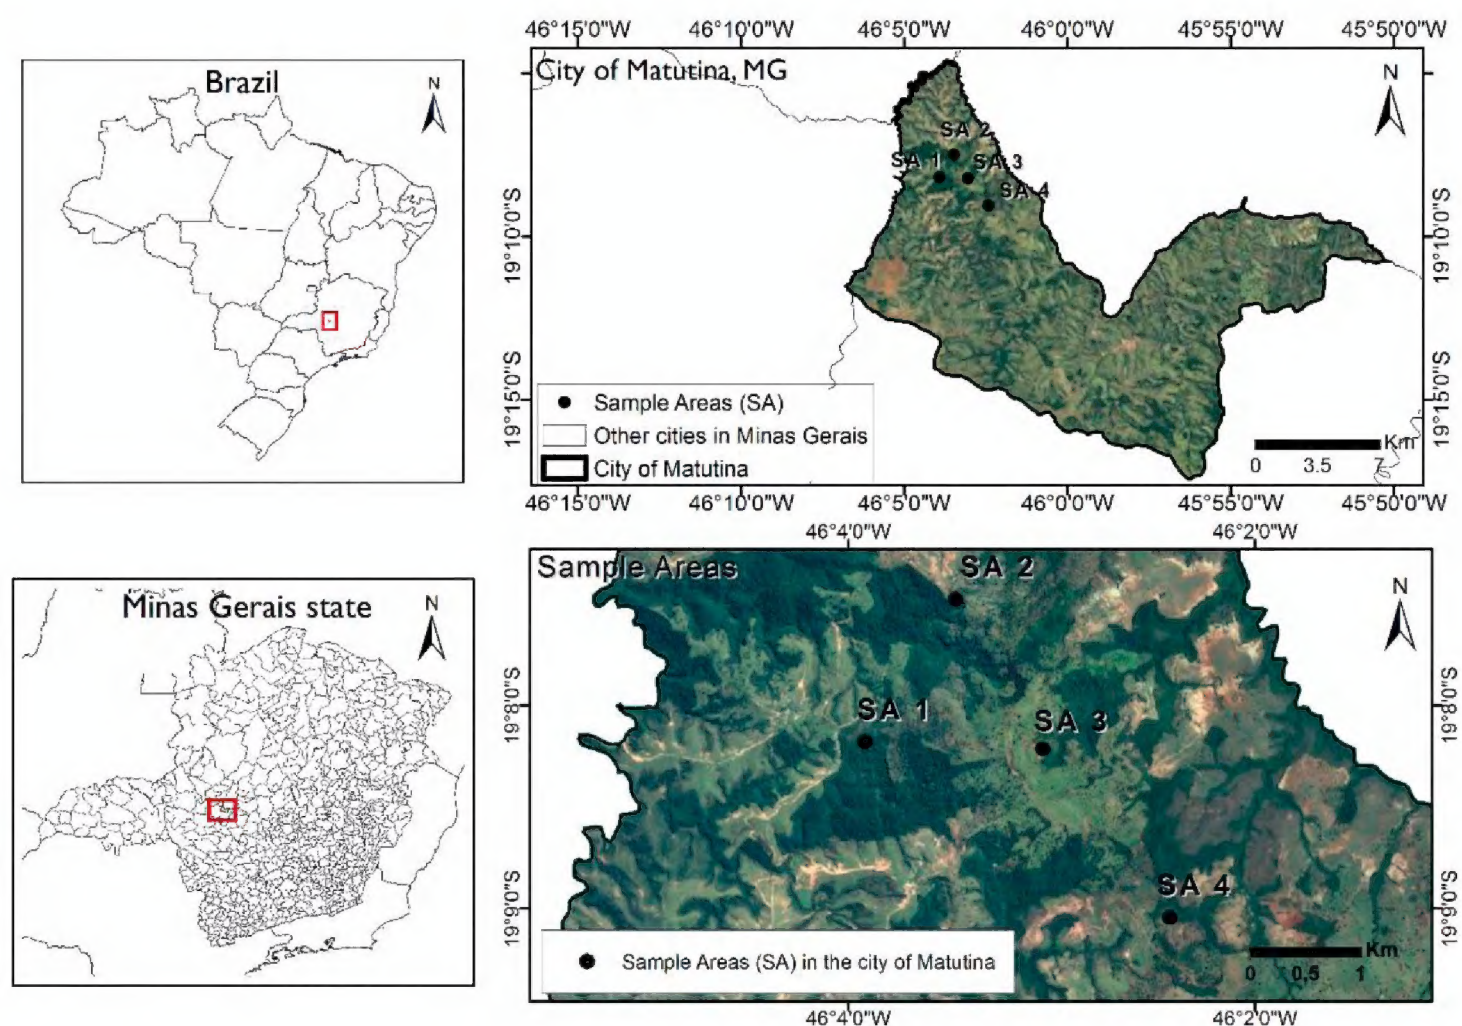 Brazil
N
46°15'0"W 46°10'0"W 46°5'0"W 46°0'0"W 45°55'0"W 45°50'0"W
City of Matutina, MG
N
SA 2
SA 1
SA 3
SA 4
19°10'0"S
19°10'0"S
19°15'0"S
19°15'0"S
Sample Areas (SA)
Other cities in Minas Gerais
City of Matutina
Km
0 3.5 7
46°15'0"W 46°10'0"W 46°5'0"W 46°0'0"W 45°55'0"W 45°50'0"W
Minas Gerais state
N
46°4'0"W 46°2'0"W
Sample Areas
N
SA 2
SA 1
SA 3
SA 4
19°8'0"S
19°8'0"S
19°9'0"S
19°9'0"S
Sample Areas (SA) in the city of Matutina
Km
0 0,5 1
46°4'0"W 46°2'0"W